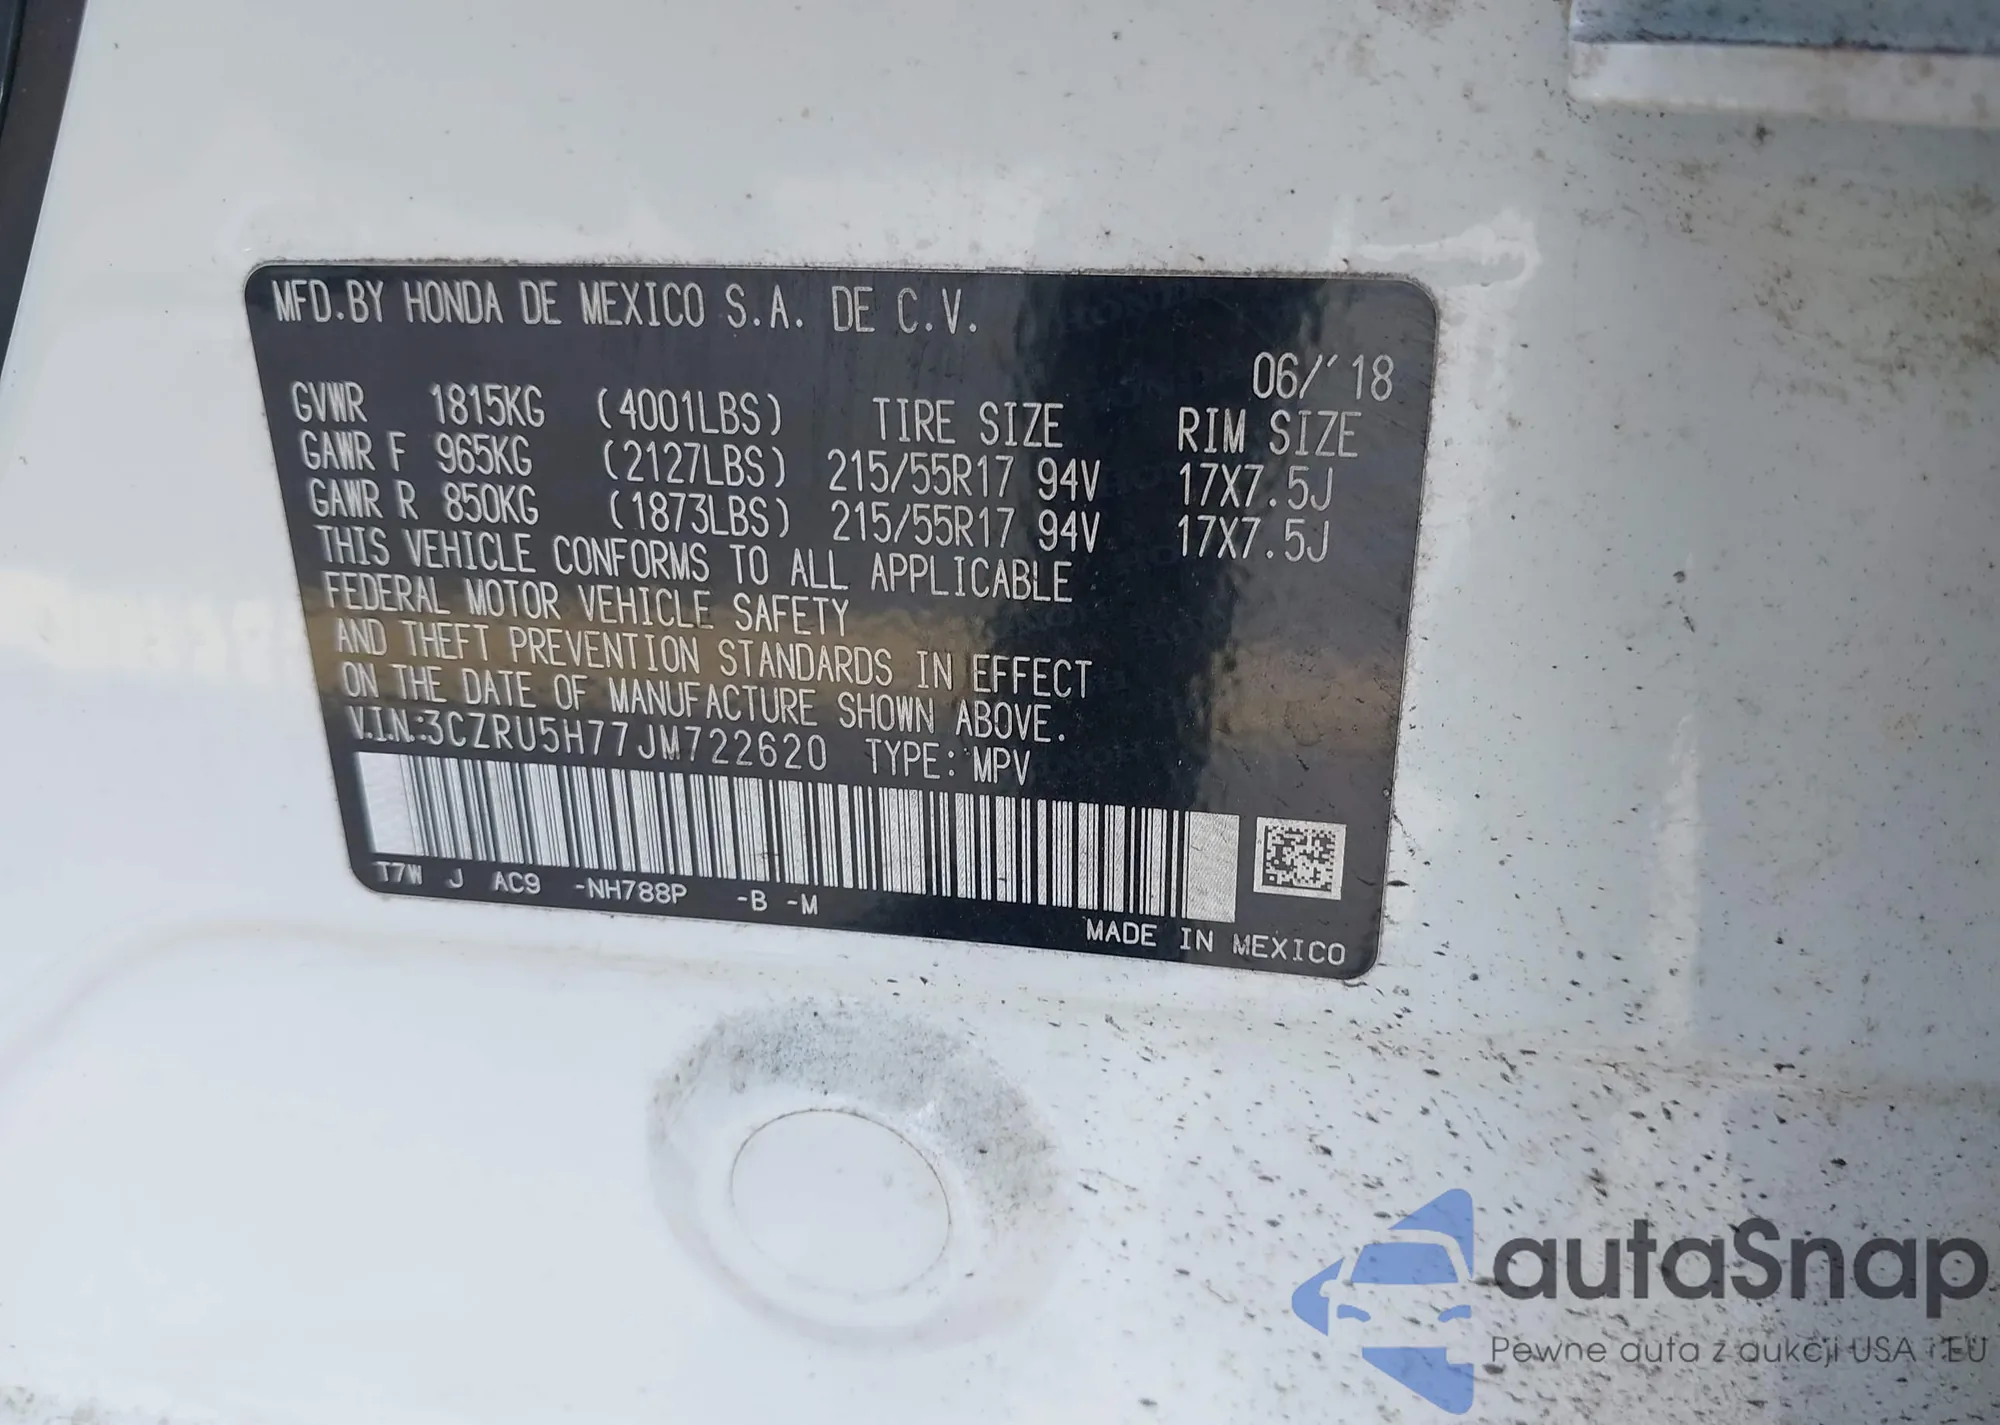 MFD.BY HONDA DE MEXICO S.A. DE C.V.
06/'18
GVWR 1815KG (4001LBS) TIRE SIZE RIM SIZE
GAWR F 965KG (2127LBS) 215/55R17 94V 17X7.5J
GAWR R 850KG (1873LBS) 215/55R17 94V 17X7.5J
THIS VEHICLE CONFORMS TO ALL APPLICABLE
FEDERAL MOTOR VEHICLE SAFETY
AND THEFT PREVENTION STANDARDS IN EFFECT
ON THE DATE OF MANUFACTURE SHOWN ABOVE.
V.I.N.:3CZRU5H77JM722620 TYPE:MPV
T7W J AC9 -NH788P -B -M
MADE IN MEXICO
autaSnap
Pewne auta z aukcji USA i EU